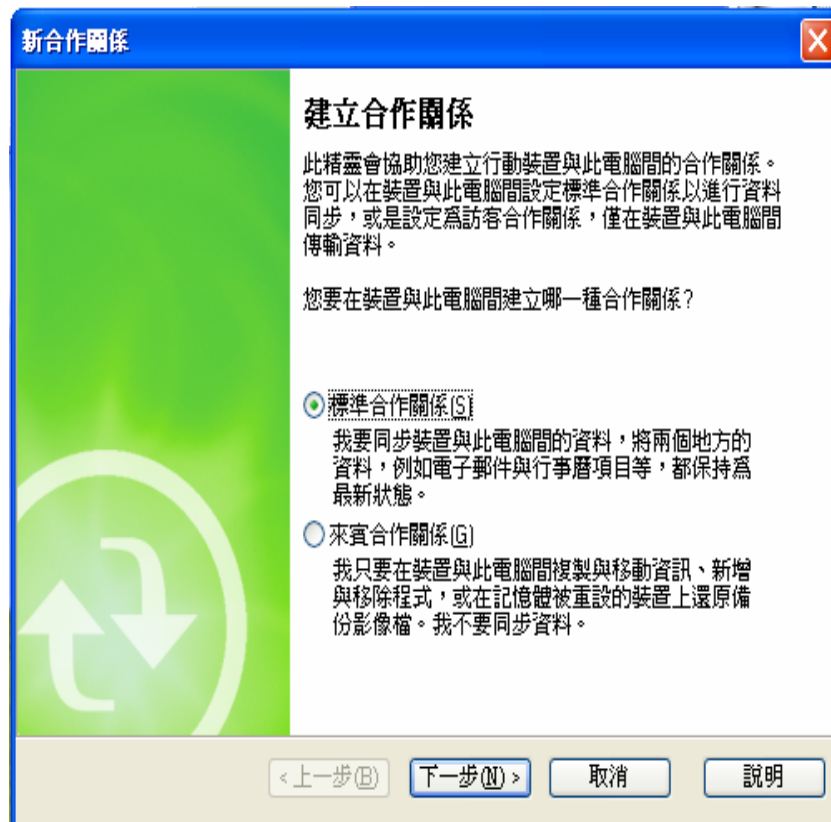 新合作關係
建立合作關係
此精靈會協助您建立行動裝置與此電腦間的合作關係。
您可以在裝置與此電腦間設定標準合作關係以進行資料
同步，或是設定為訪客合作關係，僅在裝置與此電腦間
傳輸資料。
您要在裝置與此電腦間建立哪一種合作關係?
標準合作關係(S)
我要同步裝置與此電腦間的資料，將兩個地方的
資料，例如電子郵件與行事曆項目等，都保持為
最新狀態。
來賓合作關係(G)
我只要在裝置與此電腦間複製與移動資訊、新增
與移除程式，或在記憶體被重設的裝置上還原備
份影像檔。我不要同步資料。
<上一步(B) 下一步(N)> 取消 說明